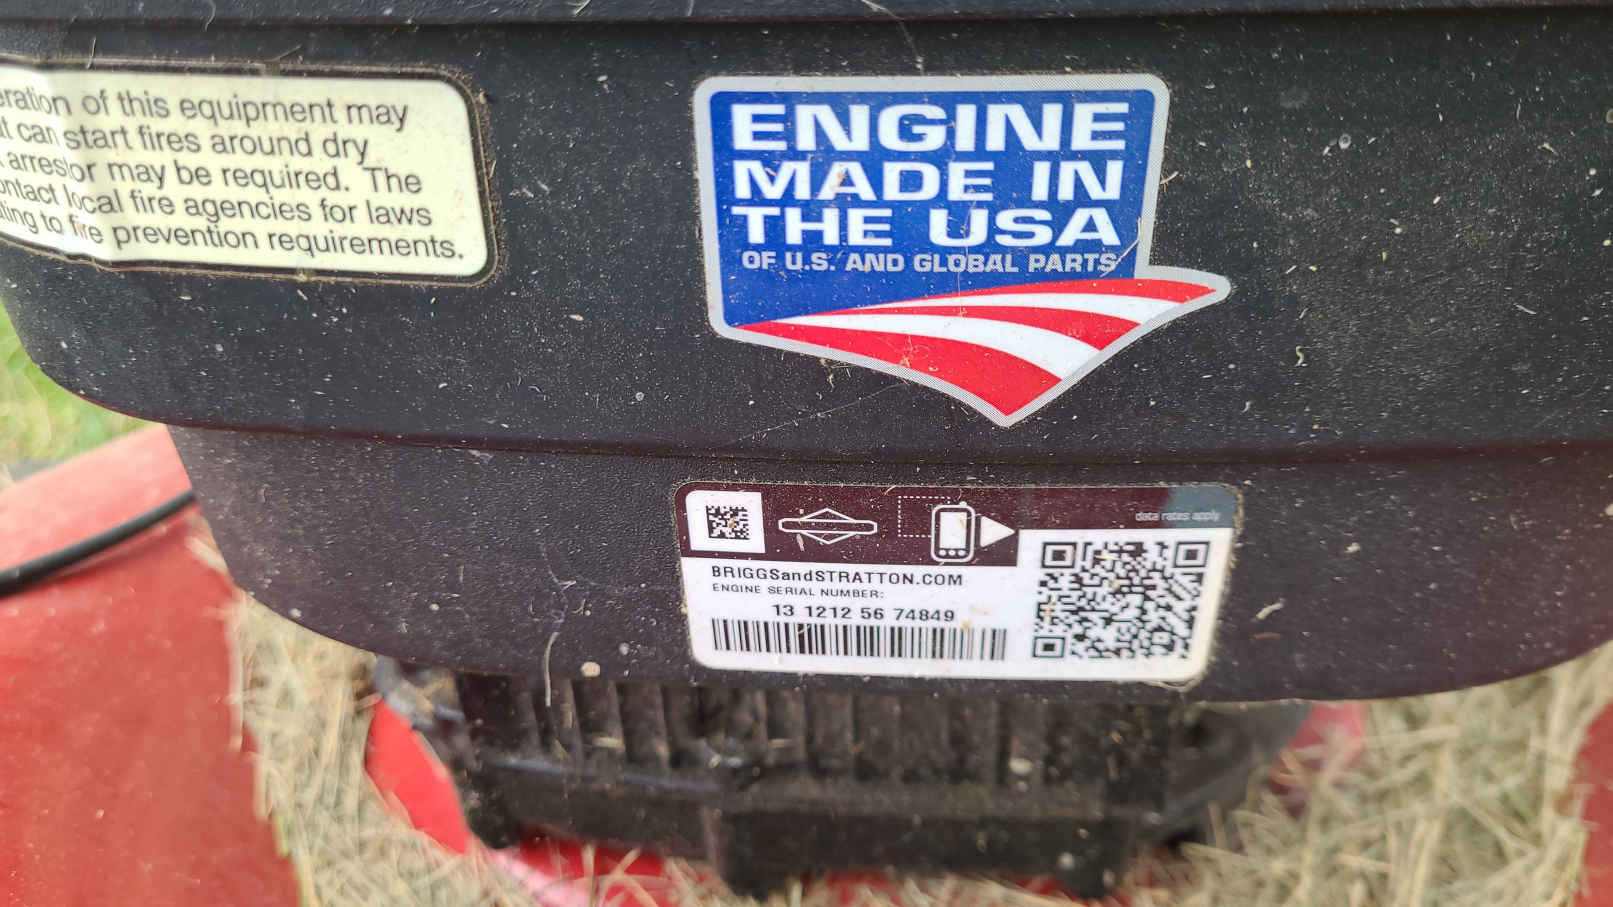 eration of this equipment may
at can start fires around dry
arrestor may be required. The
ontact local fire agencies for laws
ating to fire prevention requirements.
ENGINE
MADE IN
THE USA
OF U.S. AND GLOBAL PARTS
data rates apply
BRIGGSandSTRATTON.COM
ENGINE SERIAL NUMBER:
13 1212 56 74849